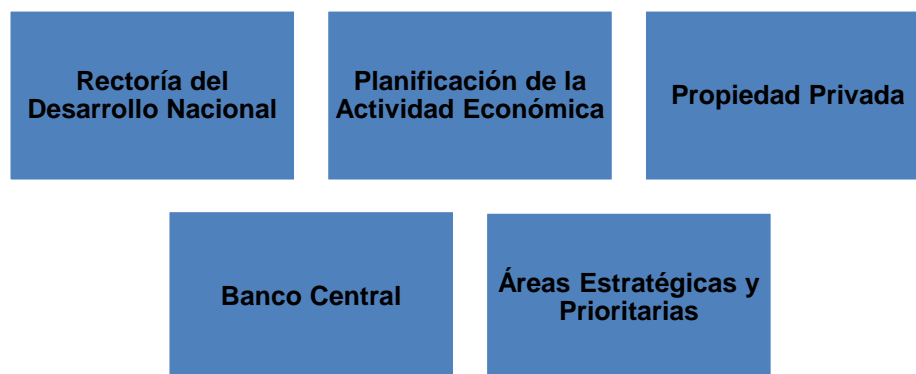 Rectoría del
Desarrollo Nacional
Planificación de la
Actividad Económica
Propiedad Privada
Banco Central
Áreas Estratégicas y
Prioritarias